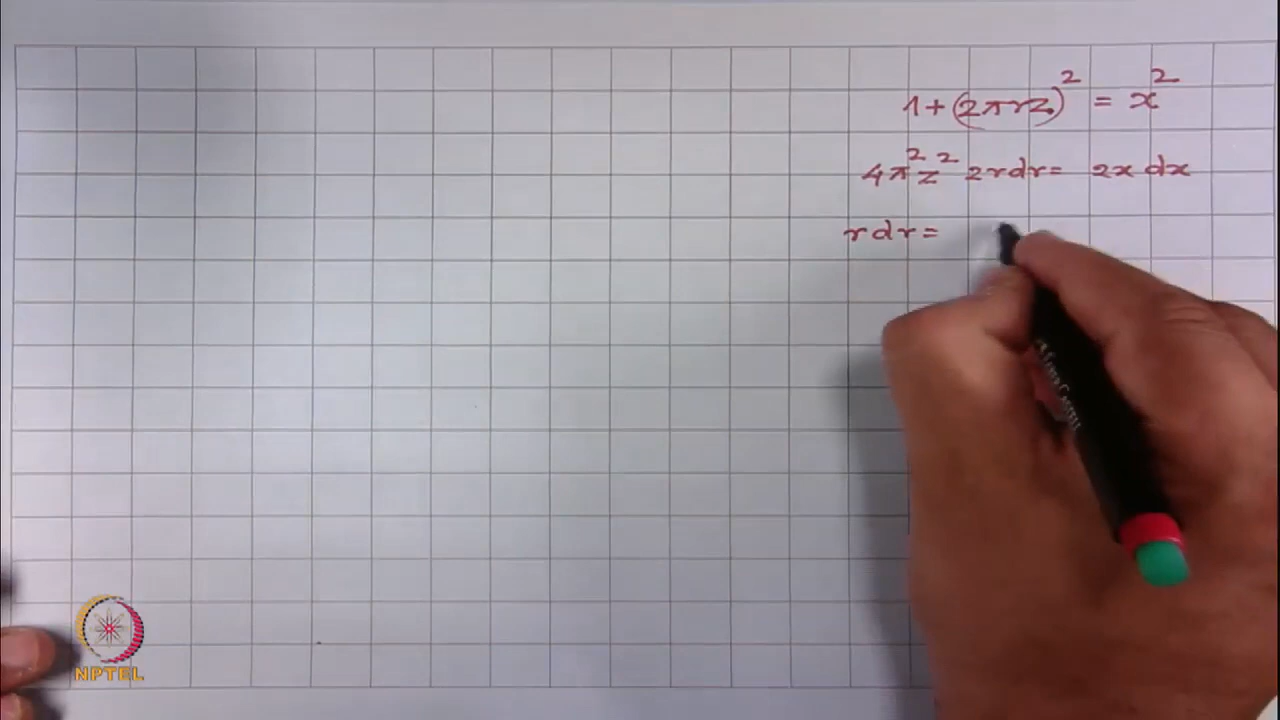 1 + (2πrz)² = x²
4π²z² 2rdr = 2x dx
rdr =
NPTEL